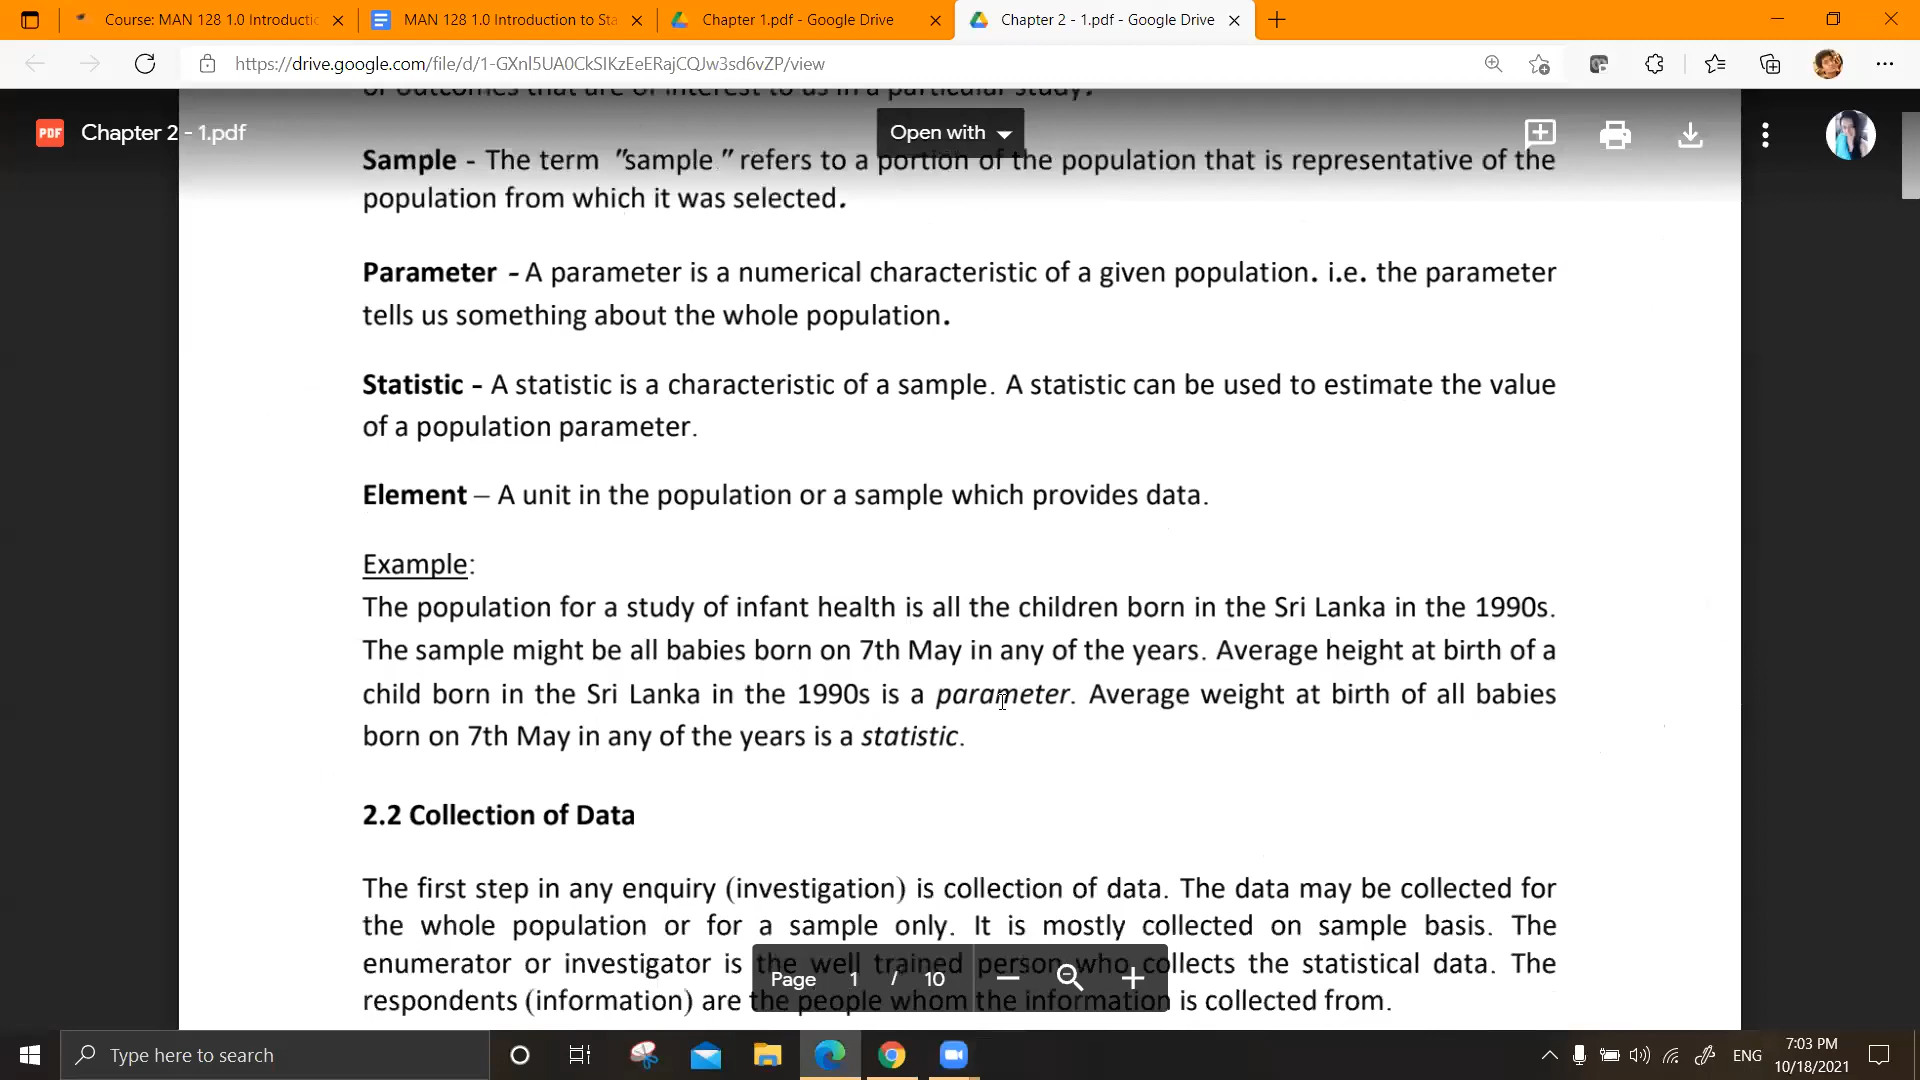 Course: MAN 128 1.0 Introductio
MAN 128 1.0 Introduction to Sta
Chapter 1.pdf - Google Drive
Chapter 2 - 1.pdf - Google Drive
https://drive.google.com/file/d/1-GXnl5UA0CkSIKzEeERajCQJw3sd6vZP/view
of outcomes that are of interest to us in a particular study.
PDF Chapter 2 - 1.pdf
Open with
Sample - The term "sample" refers to a portion of the population that is representative of the
population from which it was selected.
Parameter - A parameter is a numerical characteristic of a given population. i.e. the parameter
tells us something about the whole population.
Statistic - A statistic is a characteristic of a sample. A statistic can be used to estimate the value
of a population parameter.
Element – A unit in the population or a sample which provides data.
Example:
The population for a study of infant health is all the children born in the Sri Lanka in the 1990s.
The sample might be all babies born on 7th May in any of the years. Average height at birth of a
child born in the Sri Lanka in the 1990s is a parameter. Average weight at birth of all babies
born on 7th May in any of the years is a statistic.
2.2 Collection of Data
The first step in any enquiry (investigation) is collection of data. The data may be collected for
the whole population or for a sample only. It is mostly collected on sample basis. The
enumerator or investigator is the well trained person who collects the statistical data. The
respondents (information) are the people whom the information is collected from.
Page 1 / 10
Type here to search
ENG
7:03 PM
10/18/2021